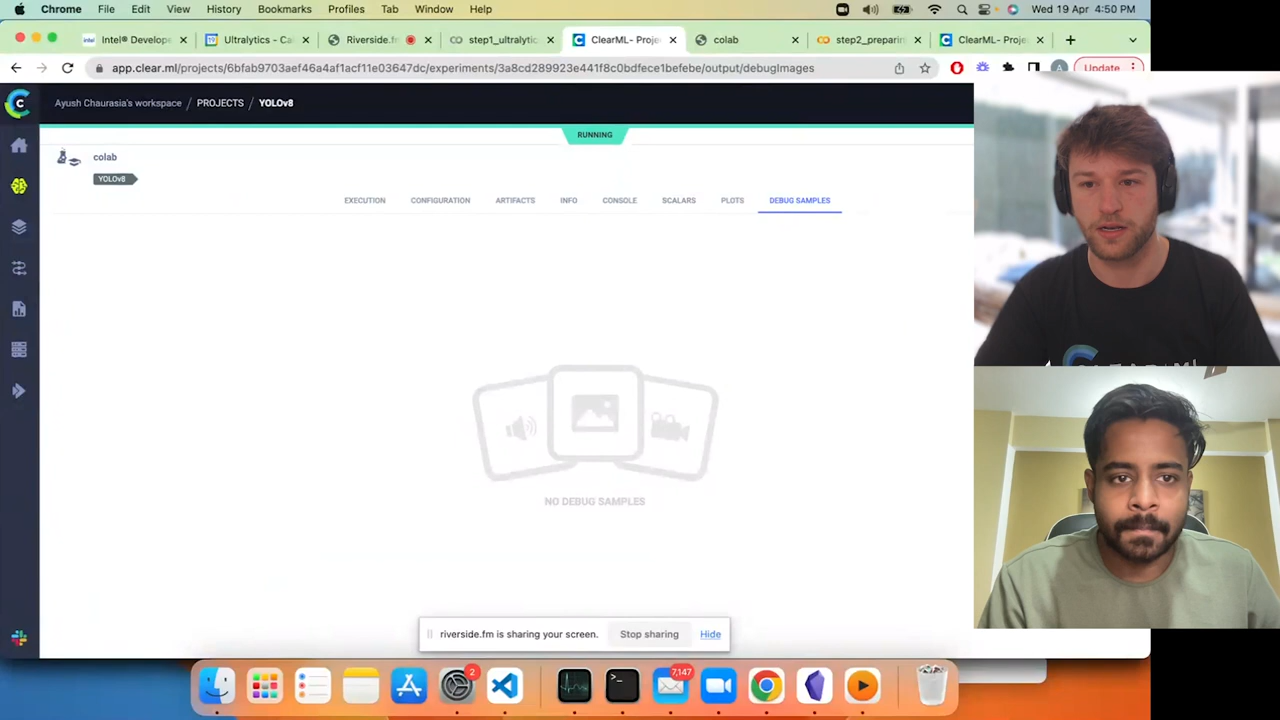 Chrome File Edit View History Bookmarks Profiles Tab Window Help Wed 19 Apr 4:50 PM
Intel® Develope Ultralytics - Ca Riverside.f step1_ultralytic ClearML - Proje colab step2_preparin ClearML - Proje
app.clear.ml/projects/6bfab9703aef46a4af1acf11e03647dc/experiments/3a8cd289923e441f8c0bdfece1befebe/output/debugImages Update
Ayush Chaurasia's workspace / PROJECTS / YOLOv8
RUNNING
colab
YOLOv8
EXECUTION CONFIGURATION ARTIFACTS INFO CONSOLE SCALARS PLOTS DEBUG SAMPLES
NO DEBUG SAMPLES
riverside.fm is sharing your screen. Stop sharing Hide
2 7,147